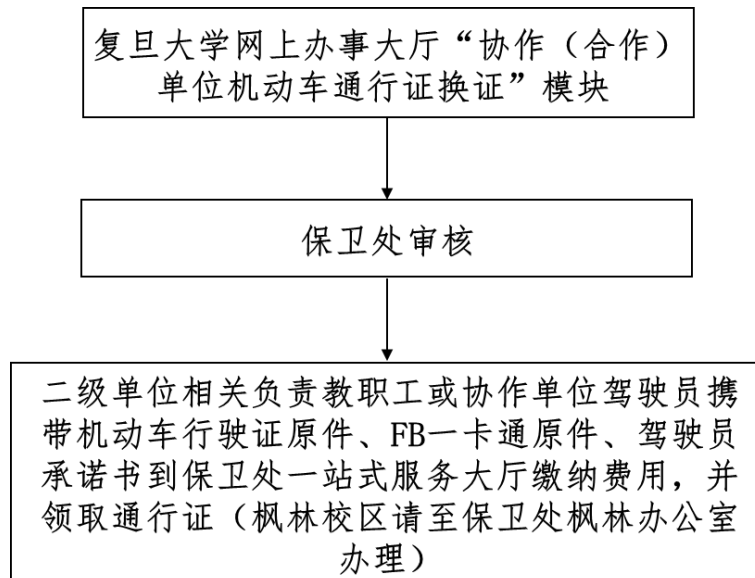 复旦大学网上办事大厅“协作（合作）
单位机动车通行证换证”模块
保卫处审核
二级单位相关负责教职工或协作单位驾驶员携
带机动车行驶证原件、FB一卡通原件、驾驶员
承诺书到保卫处一站式服务大厅缴纳费用，并
领取通行证（枫林校区请至保卫处枫林办公室
办理）